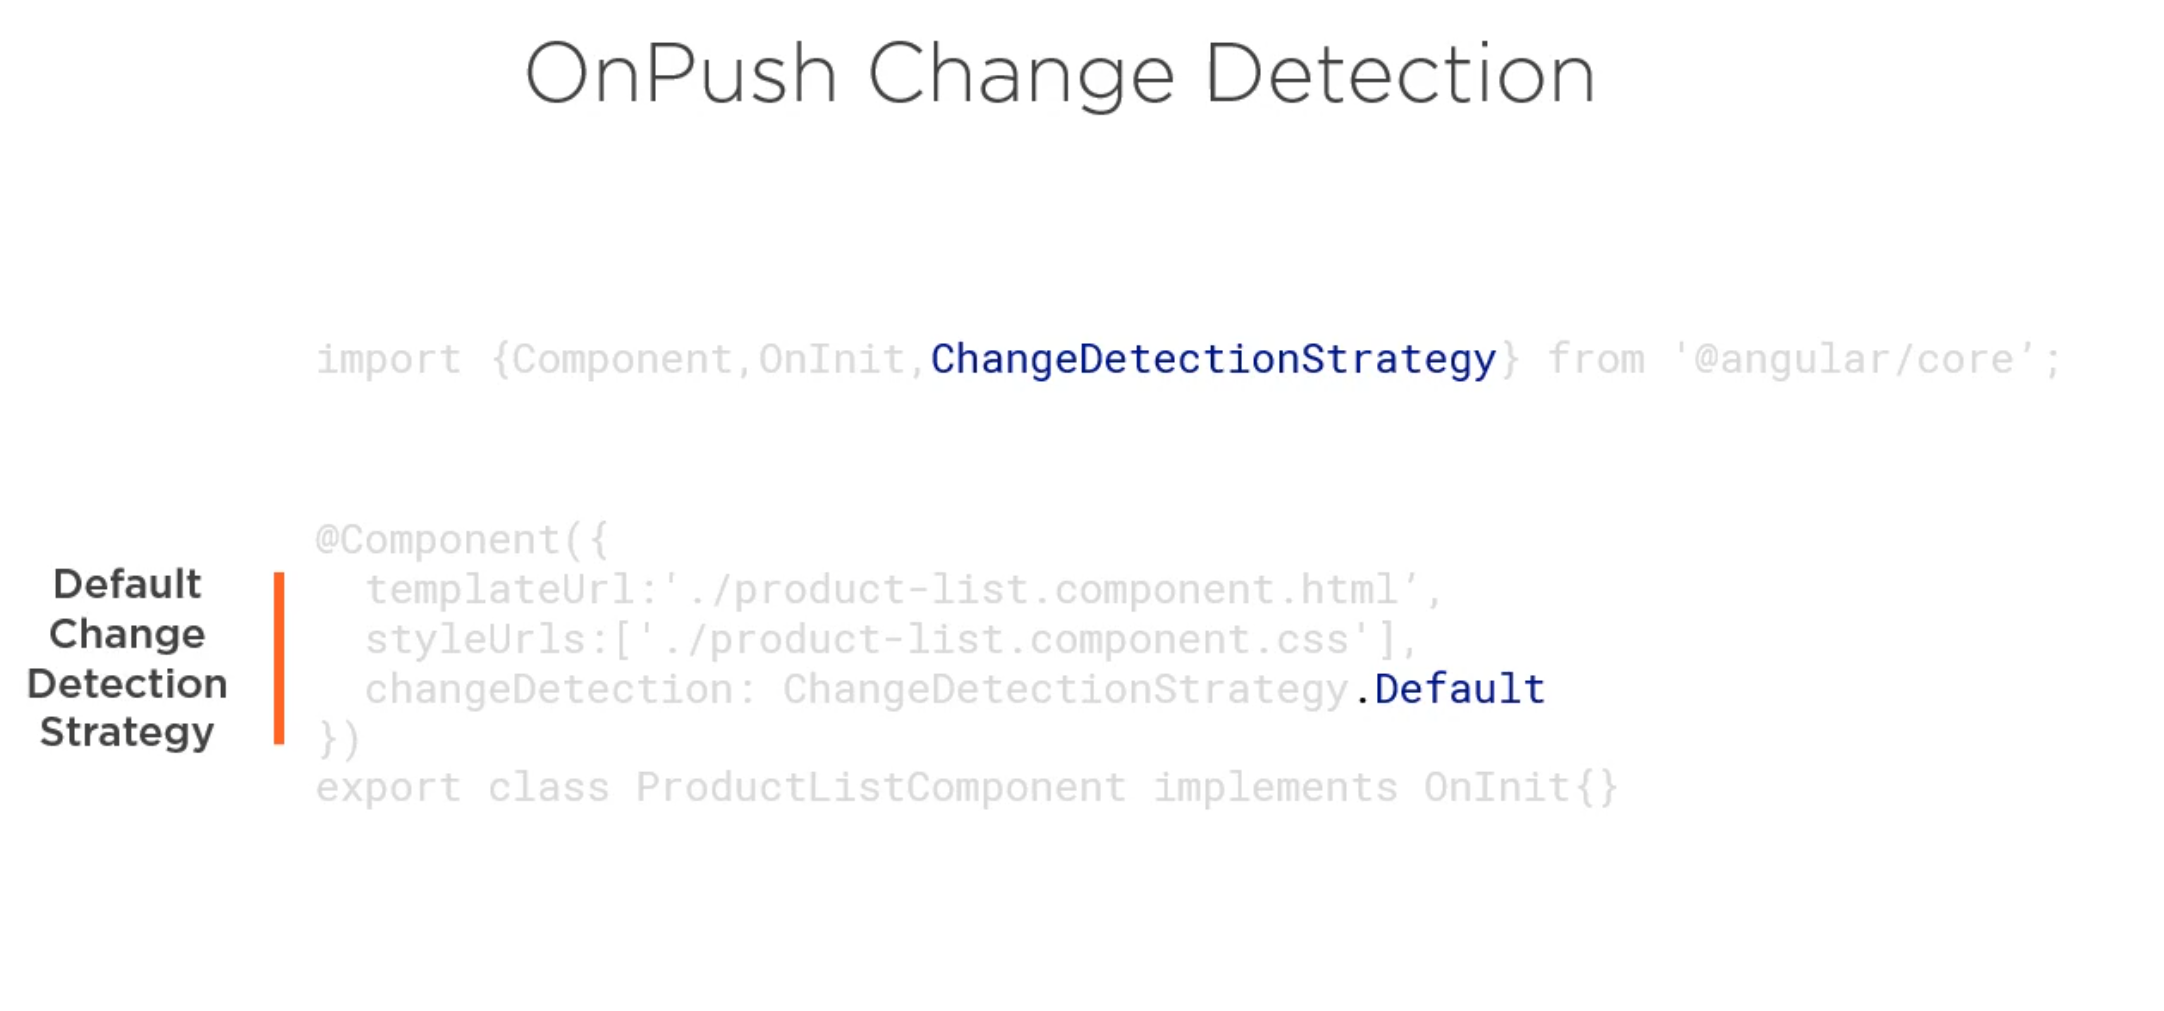 OnPush Change Detection
import {Component,OnInit,ChangeDetectionStrategy} from '@angular/core’;
Default
Change
Detection
Strategy
@Component({
  templateUrl:'./product-list.component.html’,
  styleUrls:['./product-list.component.css'],
  changeDetection: ChangeDetectionStrategy.Default
})
export class ProductListComponent implements OnInit{}